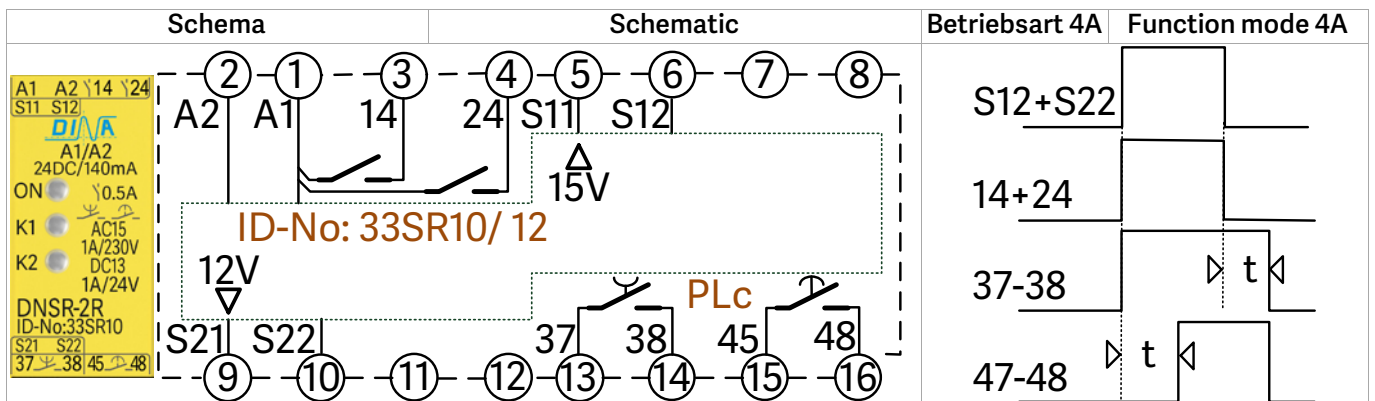 Schema Schematic Betriebsart 4A Function mode 4A
A1 A2 14 24
S11 S12
DINA
A1/A2
24DC/140mA
ON 0.5A
K1 AC15
1A/230V
K2 DC13
1A/24V
DNSR-2R
ID-No:33SR10
S21 S22
37 38 45 48
2 1 3 4 5 6 7 8
A2 A1 14 24 S11 S12
15V
ID-No: 33SR10/ 12
12V
PLc
S21 S22 37 38 45 48
9 10 11 12 13 14 15 16
S12+S22
14+24
37-38 t
47-48 t